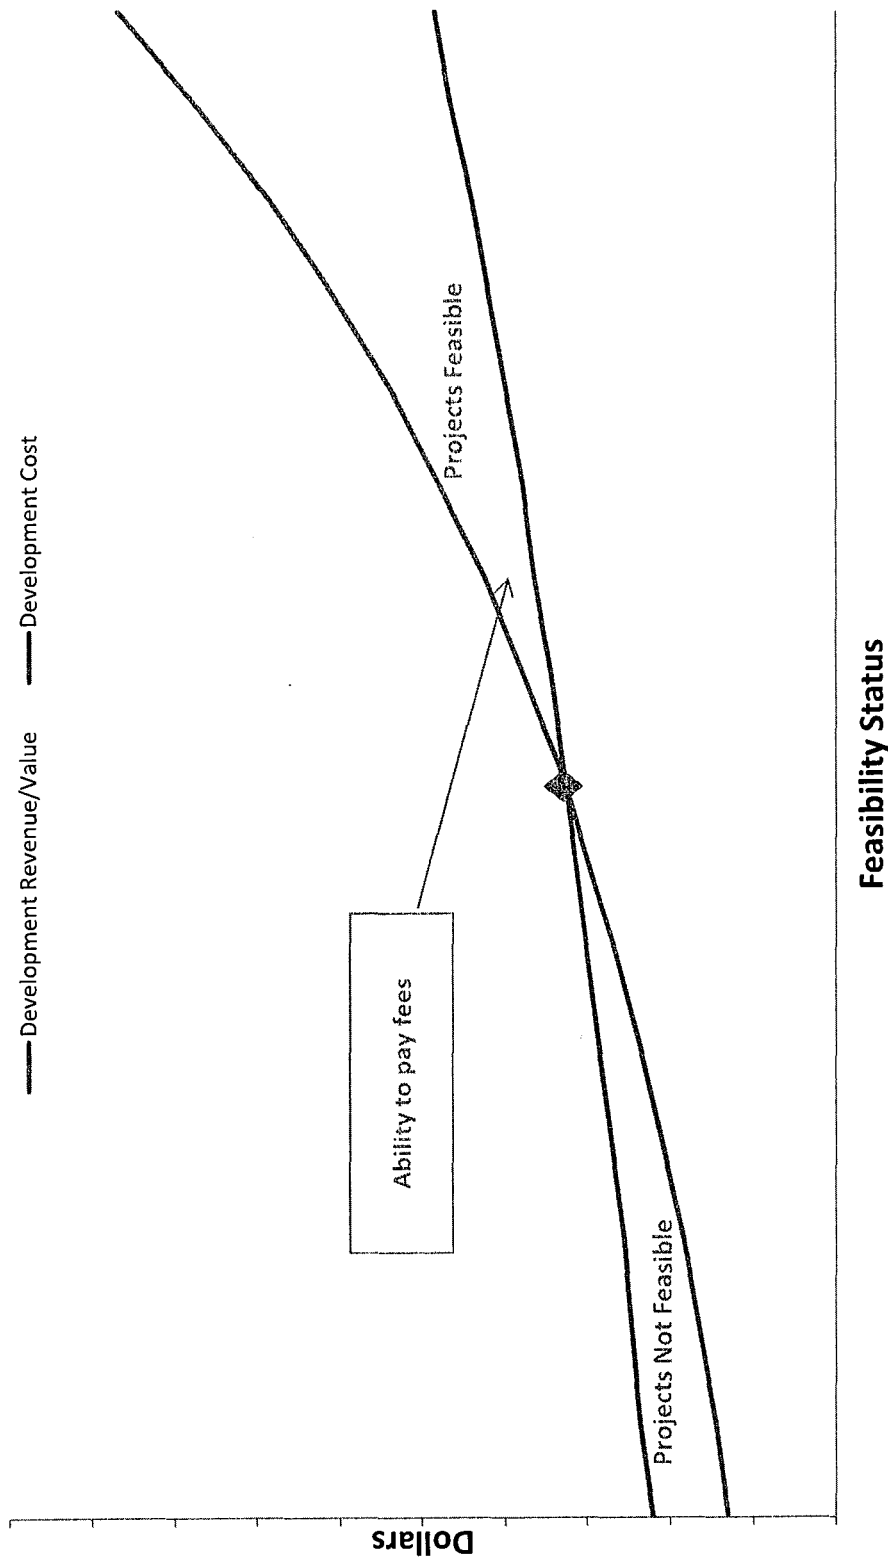 Development Revenue/Value
Development Cost
Dollars
Ability to pay fees
Projects Feasible
Projects Not Feasible
Feasibility Status